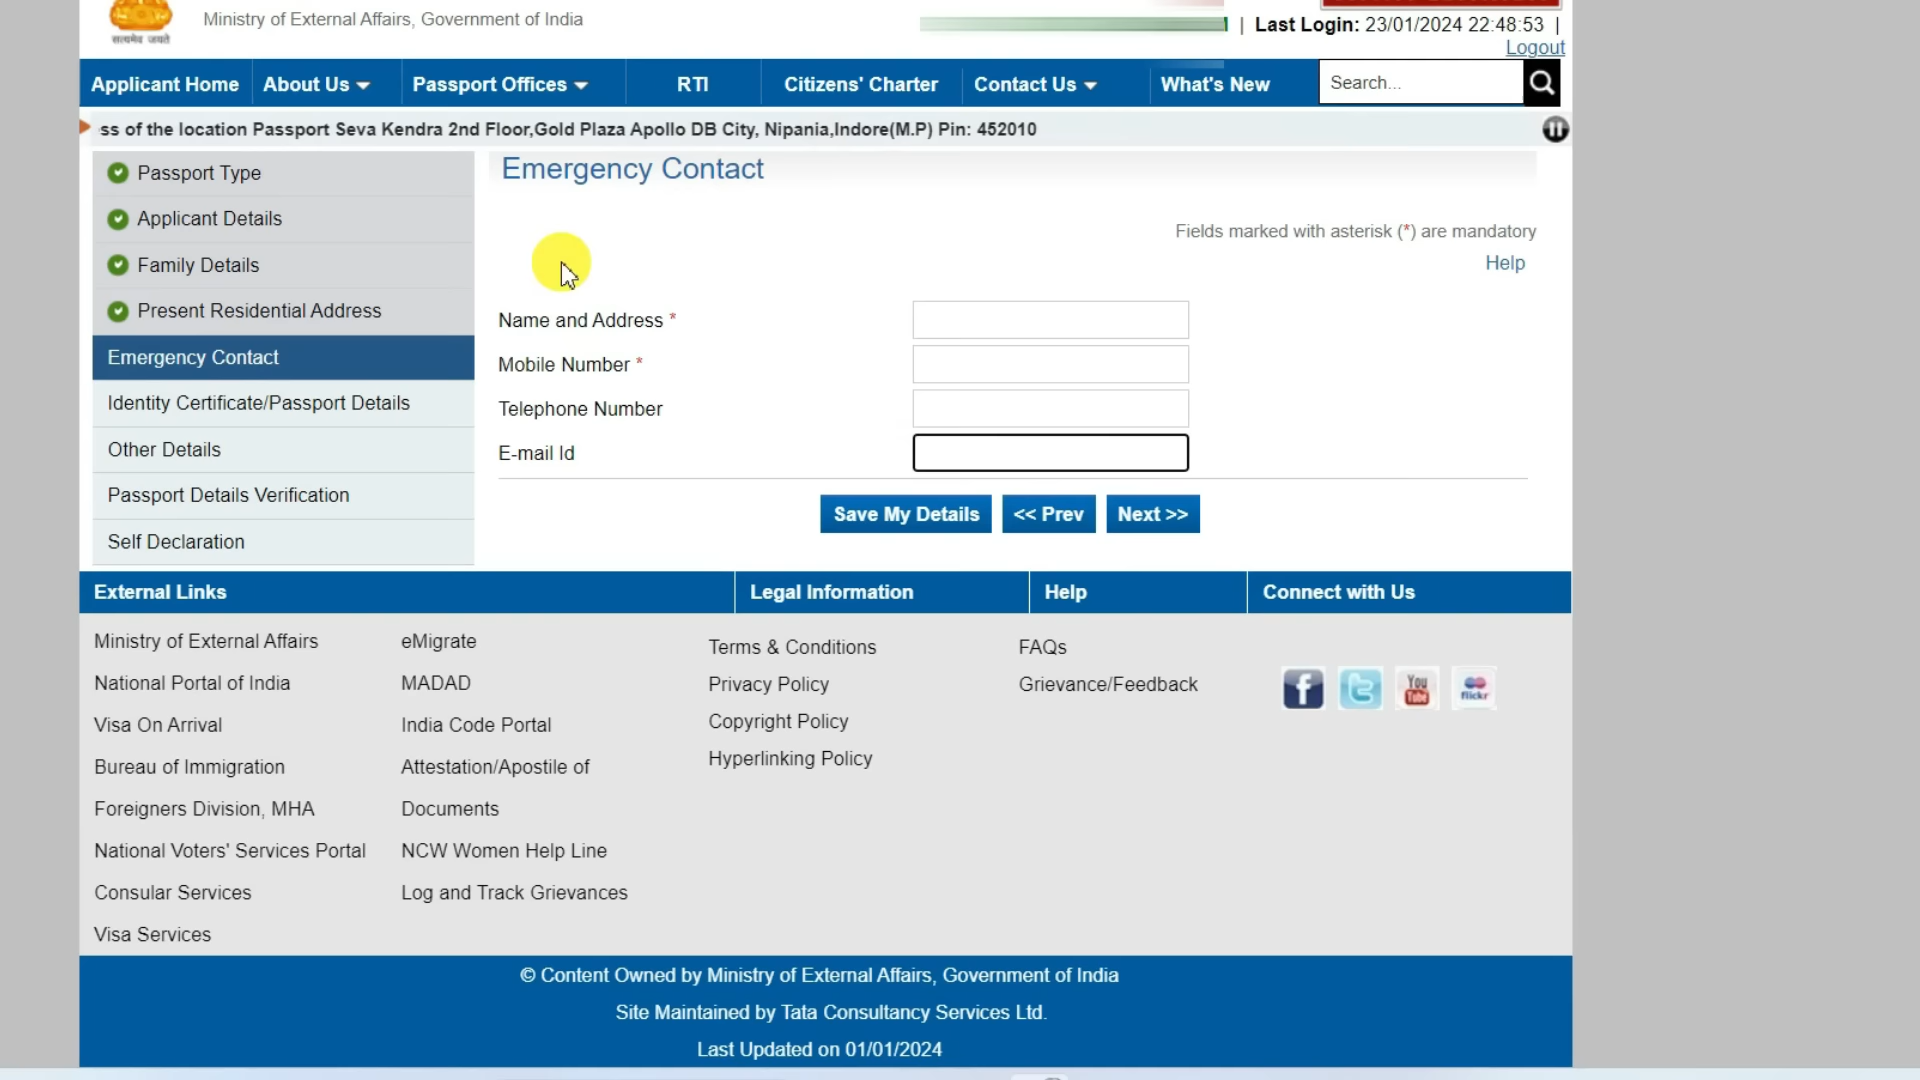 सत्यमेव जयते
Ministry of External Affairs, Government of India
| Last Login: 23/01/2024 22:48:53 |
Logout
Applicant Home About Us Passport Offices RTI Citizens' Charter Contact Us What's New Search...
ss of the location Passport Seva Kendra 2nd Floor,Gold Plaza Apollo DB City, Nipania,Indore(M.P) Pin: 452010
Passport Type
Applicant Details
Family Details
Present Residential Address
Emergency Contact
Identity Certificate/Passport Details
Other Details
Passport Details Verification
Self Declaration
Emergency Contact
Fields marked with asterisk (*) are mandatory
Help
Name and Address *
Mobile Number *
Telephone Number
E-mail Id
Save My Details << Prev Next >>
External Links
Ministry of External Affairs
National Portal of India
Visa On Arrival
Bureau of Immigration
Foreigners Division, MHA
National Voters' Services Portal
Consular Services
Visa Services
eMigrate
MADAD
India Code Portal
Attestation/Apostile of
Documents
NCW Women Help Line
Log and Track Grievances
Legal Information
Terms & Conditions
Privacy Policy
Copyright Policy
Hyperlinking Policy
Help
FAQs
Grievance/Feedback
Connect with Us
You
Tube
flickr
© Content Owned by Ministry of External Affairs, Government of India
Site Maintained by Tata Consultancy Services Ltd.
Last Updated on 01/01/2024